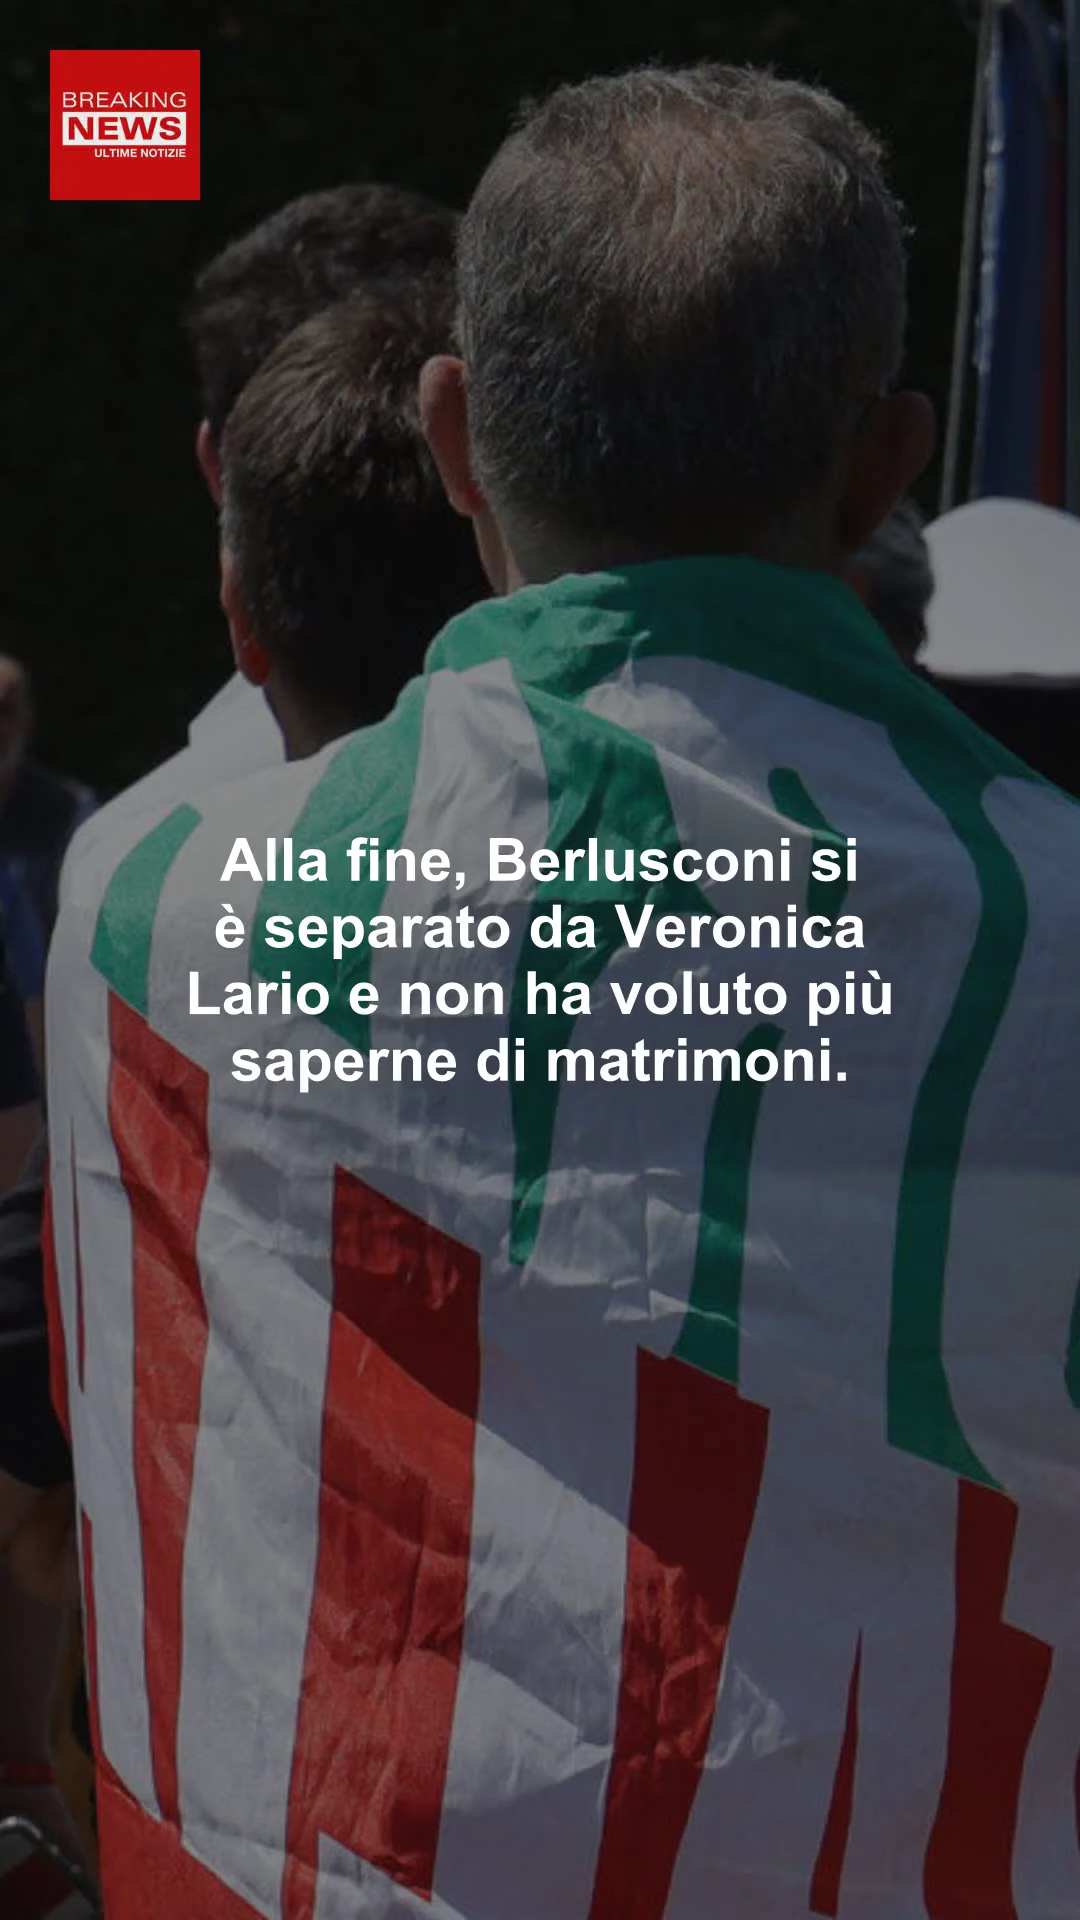 BREAKING
NEWS
ULTIME NOTIZIE
Alla fine, Berlusconi si
è separato da Veronica
Lario e non ha voluto più
saperne di matrimoni.